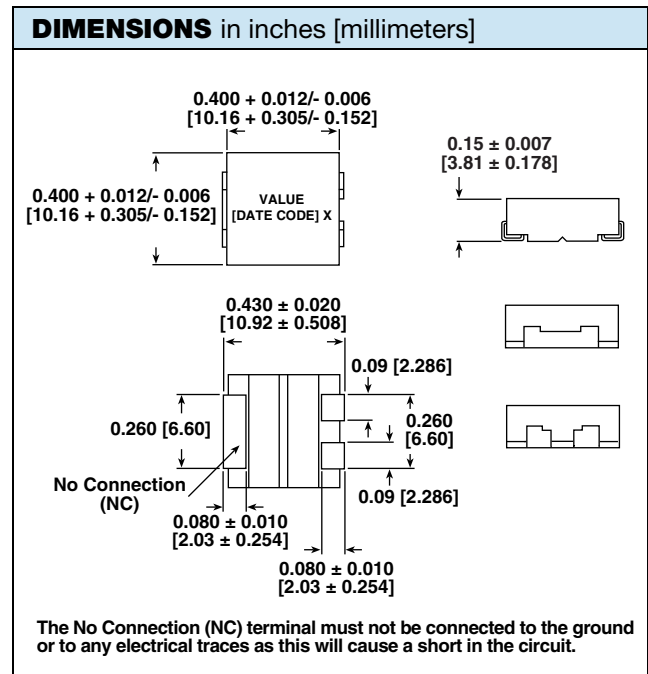 DIMENSIONS in inches [millimeters]
0.400 + 0.012/- 0.006
[10.16 + 0.305/- 0.152]
0.15 ± 0.007
[3.81 ± 0.178]
0.400 + 0.012/- 0.006
[10.16 + 0.305/- 0.152]
VALUE
[DATE CODE] X
0.430 ± 0.020
[10.92 ± 0.508]
0.09 [2.286]
0.260 [6.60]
0.260
[6.60]
No Connection
(NC)
0.09 [2.286]
0.080 ± 0.010
[2.03 ± 0.254]
0.080 ± 0.010
[2.03 ± 0.254]
The No Connection (NC) terminal must not be connected to the ground
or to any electrical traces as this will cause a short in the circuit.